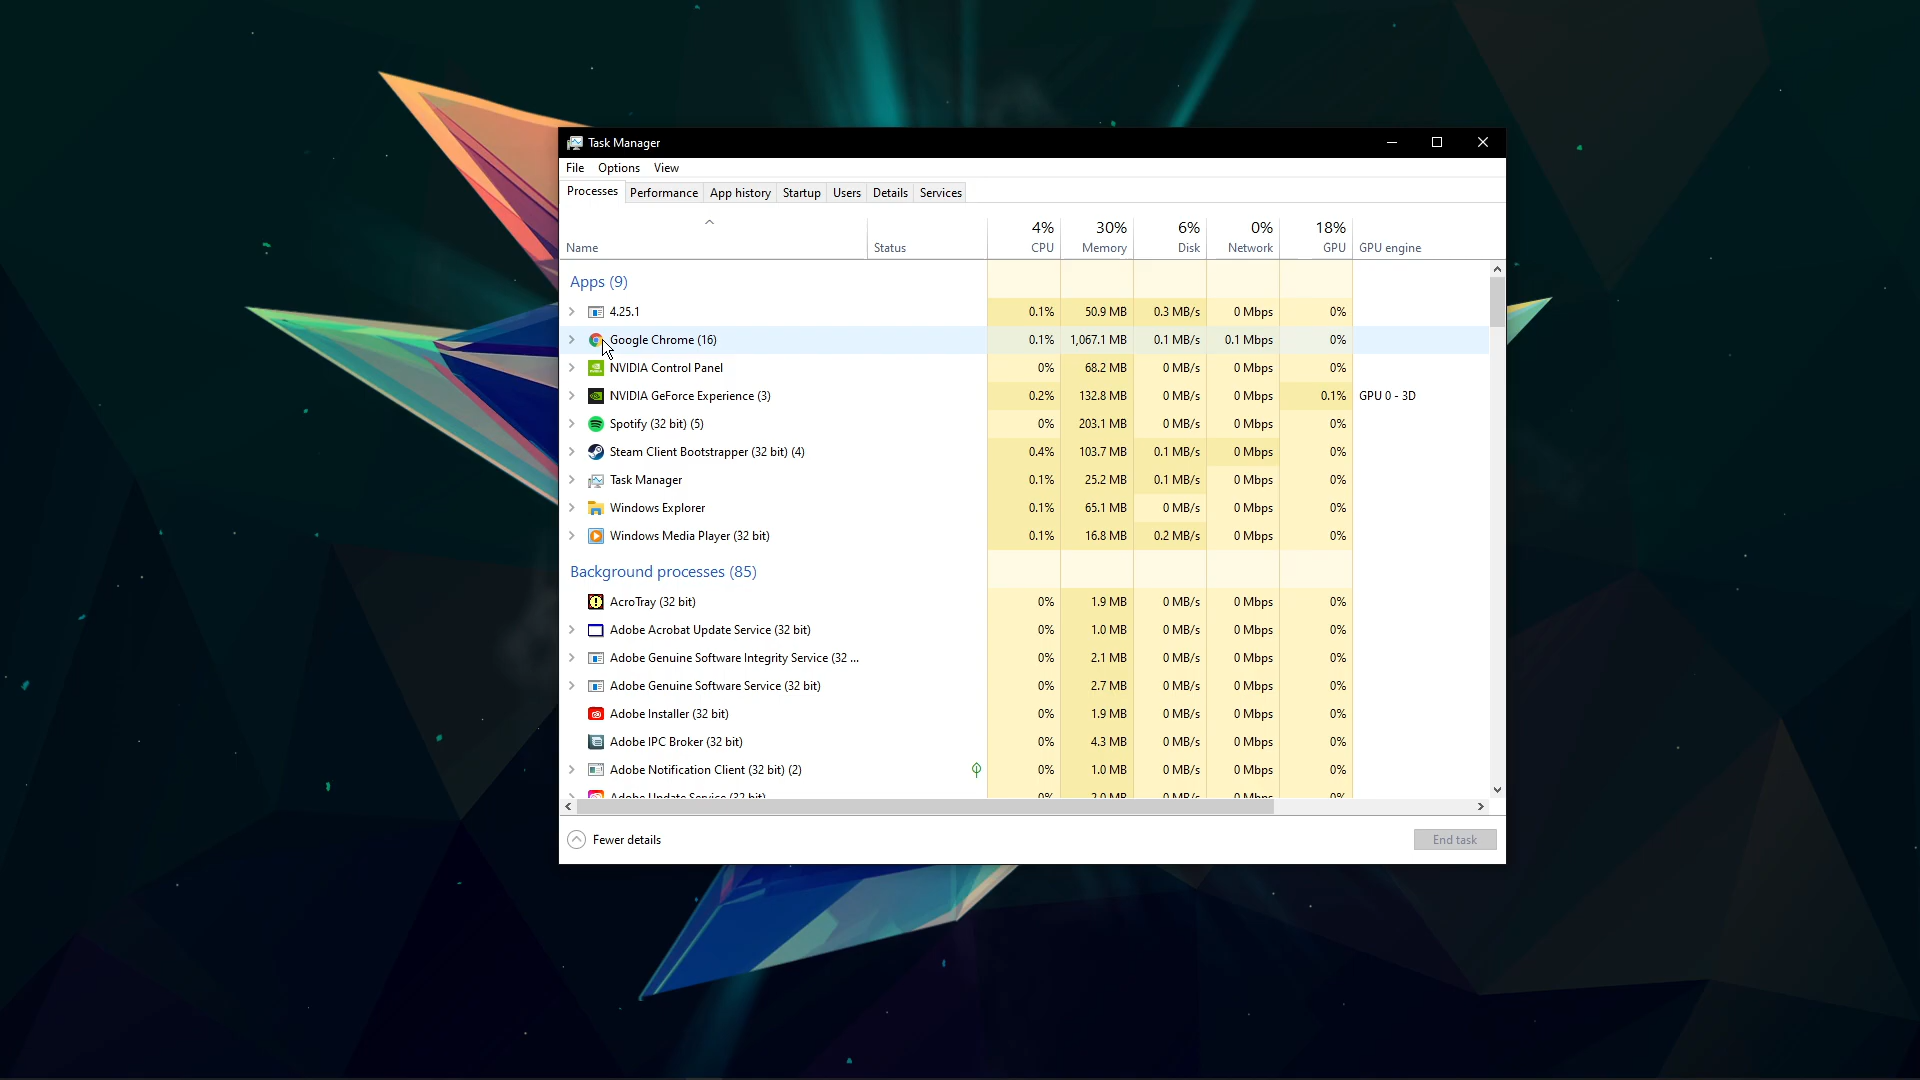 Task Manager
File Options View
Processes Performance App history Startup Users Details Services
4% 30% 6% 0% 18%
Name Status CPU Memory Disk Network GPU GPU engine
Apps (9)
4.25.1 0.1% 50.9 MB 0.3 MB/s 0 Mbps 0%
Google Chrome (16) 0.1% 1,067.1 MB 0.1 MB/s 0.1 Mbps 0%
NVIDIA Control Panel 0% 68.2 MB 0 MB/s 0 Mbps 0%
NVIDIA GeForce Experience (3) 0.2% 132.8 MB 0 MB/s 0 Mbps 0.1% GPU 0 - 3D
Spotify (32 bit) (5) 0% 203.1 MB 0 MB/s 0 Mbps 0%
Steam Client Bootstrapper (32 bit) (4) 0.4% 103.7 MB 0.1 MB/s 0 Mbps 0%
Task Manager 0.1% 25.2 MB 0.1 MB/s 0 Mbps 0%
Windows Explorer 0.1% 65.1 MB 0 MB/s 0 Mbps 0%
Windows Media Player (32 bit) 0.1% 16.8 MB 0.2 MB/s 0 Mbps 0%
Background processes (85)
AcroTray (32 bit) 0% 1.9 MB 0 MB/s 0 Mbps 0%
Adobe Acrobat Update Service (32 bit) 0% 1.0 MB 0 MB/s 0 Mbps 0%
Adobe Genuine Software Integrity Service (32 ... 0% 2.1 MB 0 MB/s 0 Mbps 0%
Adobe Genuine Software Service (32 bit) 0% 2.7 MB 0 MB/s 0 Mbps 0%
Adobe Installer (32 bit) 0% 1.9 MB 0 MB/s 0 Mbps 0%
Adobe IPC Broker (32 bit) 0% 4.3 MB 0 MB/s 0 Mbps 0%
Adobe Notification Client (32 bit) (2) 0% 1.0 MB 0 MB/s 0 Mbps 0%
Adobe Update Service (32 bit) 0% 2.0 MB 0 MB/s 0 Mbps 0%
Fewer details End task